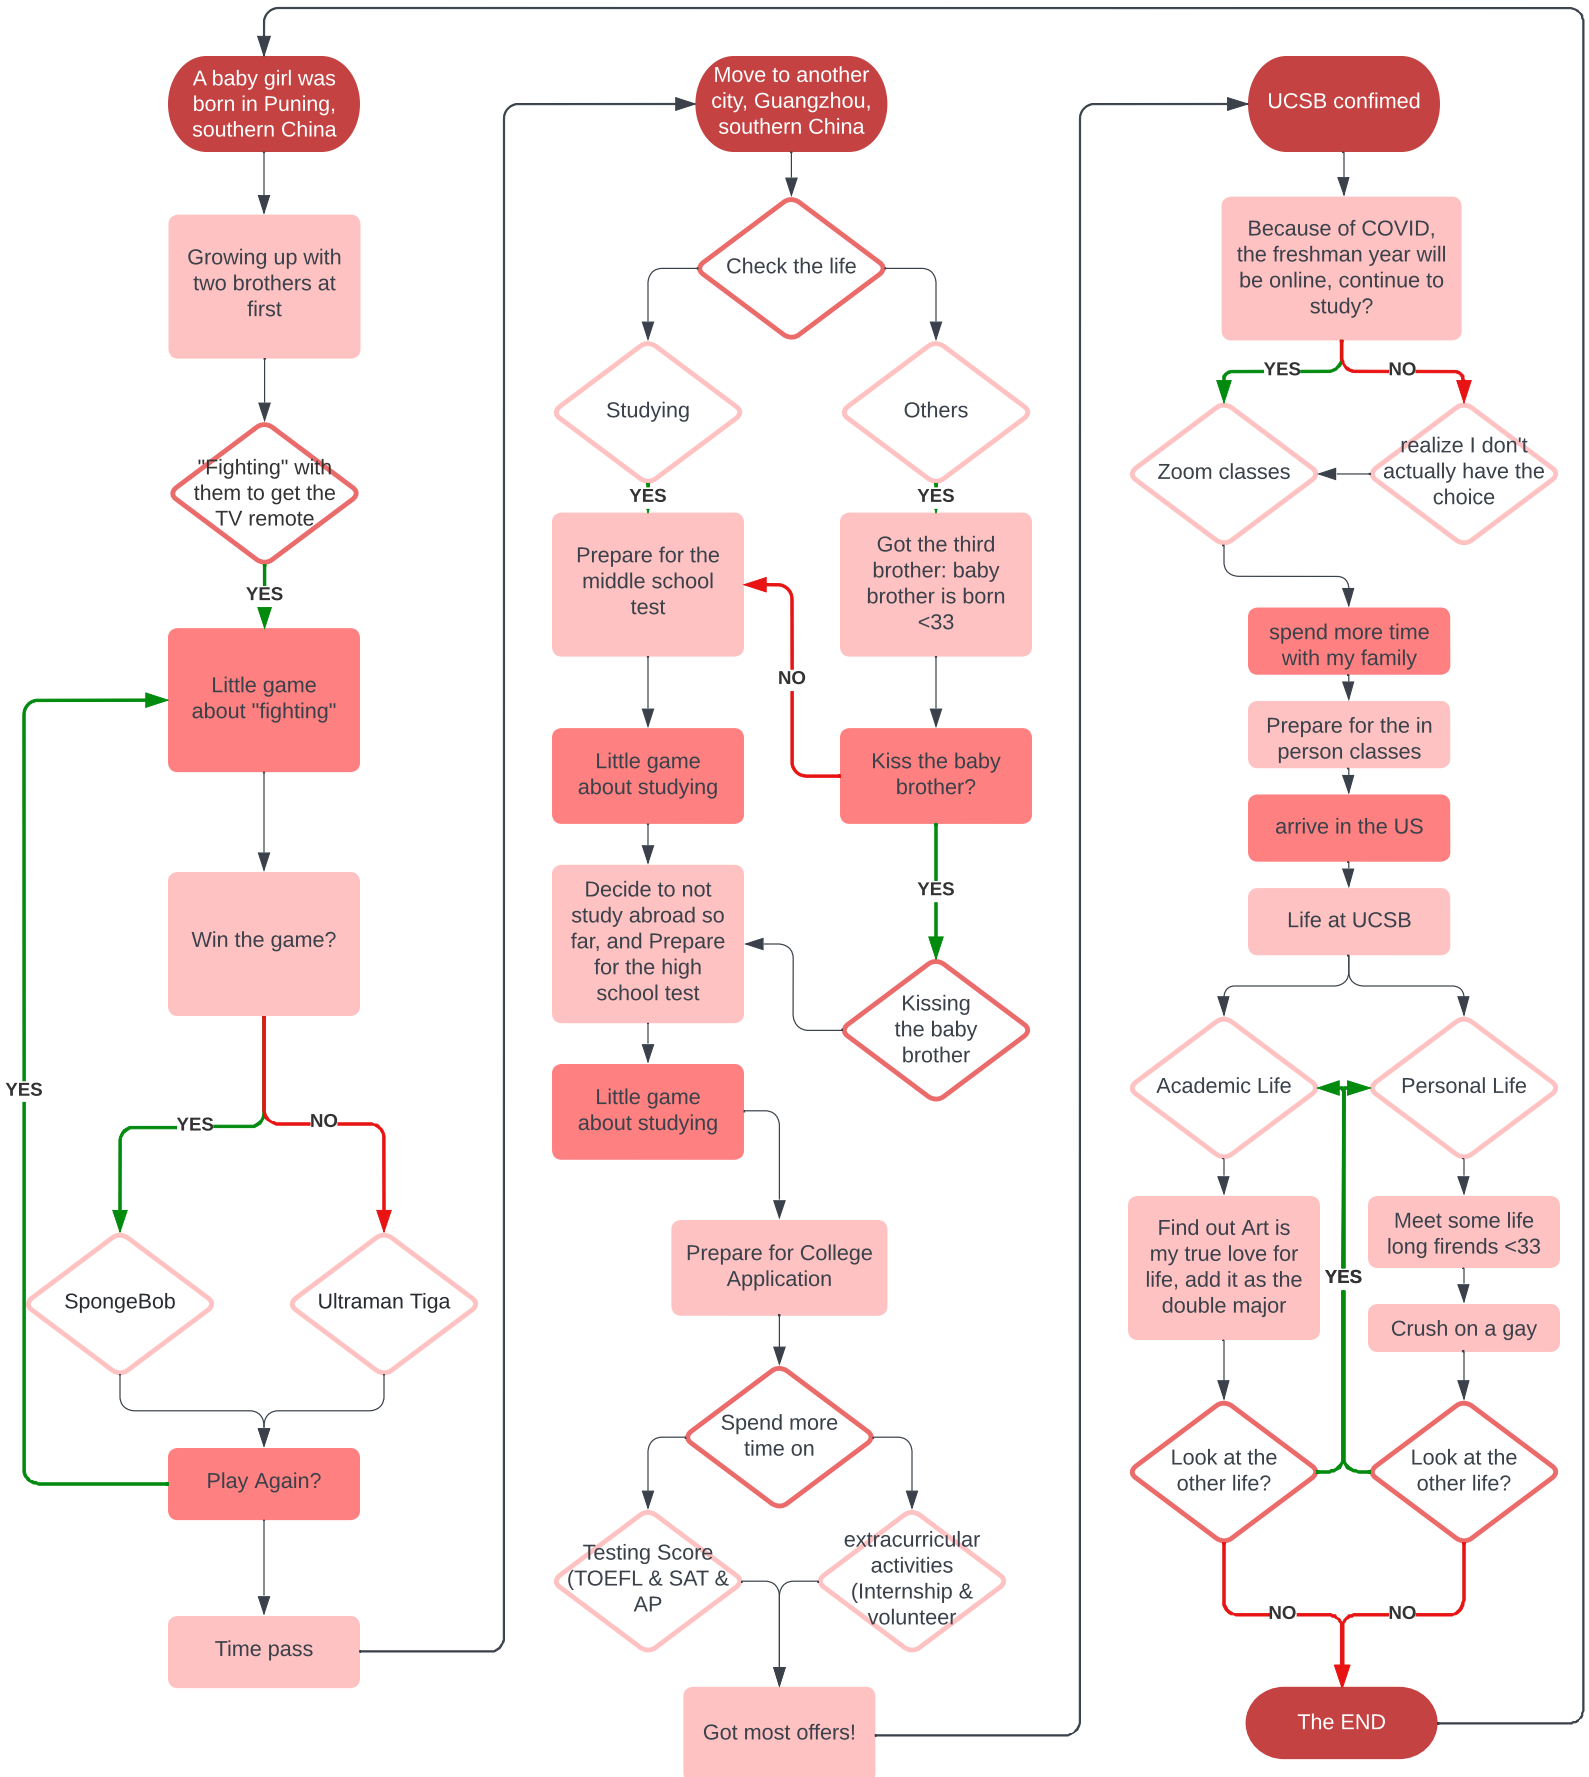 A baby girl was
born in Puning,
southern China
Growing up with
two brothers at
first
"Fighting" with
them to get the
TV remote
YES
Little game
about "fighting"
Win the game?
YES
YES
NO
SpongeBob
Ultraman Tiga
Play Again?
Time pass
Move to another
city, Guangzhou,
southern China
Check the life
Studying
Others
YES
YES
Prepare for the
middle school
test
Got the third
brother: baby
brother is born
<33
NO
Little game
about studying
Kiss the baby
brother?
YES
Decide to not
study abroad so
far, and Prepare
for the high
school test
Kissing
the baby
brother
Little game
about studying
Prepare for College
Application
Spend more
time on
Testing Score
(TOEFL & SAT &
AP
extracurricular
activities
(Internship &
volunteer
Got most offers!
UCSB confimed
Because of COVID,
the freshman year will
be online, continue to
study?
YES
NO
Zoom classes
realize I don't
actually have the
choice
spend more time
with my family
Prepare for the in
person classes
arrive in the US
Life at UCSB
Academic Life
Personal Life
Find out Art is
my true love for
life, add it as the
double major
YES
Meet some life
long firends <33
Crush on a gay
Look at the
other life?
Look at the
other life?
NO
NO
The END